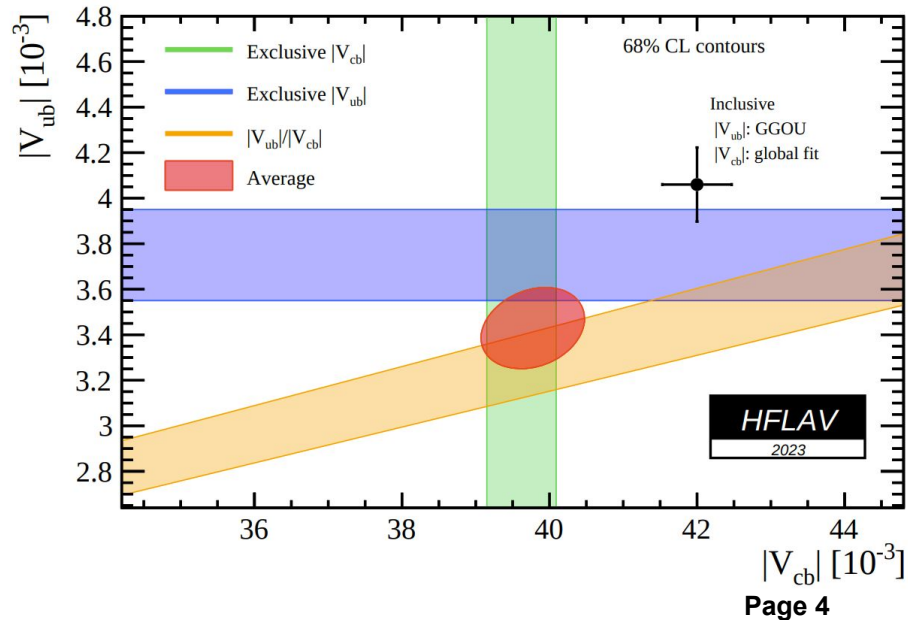 |V_ub| [10^-3]
4.8
4.6
4.4
4.2
4
3.8
3.6
3.4
3.2
3
2.8
Exclusive |V_cb|
Exclusive |V_ub|
|V_ub|/|V_cb|
Average
68% CL contours
Inclusive
|V_ub|: GGOU
|V_cb|: global fit
HFLAV
2023
36 38 40 42 44
|V_cb| [10^-3]
Page 4